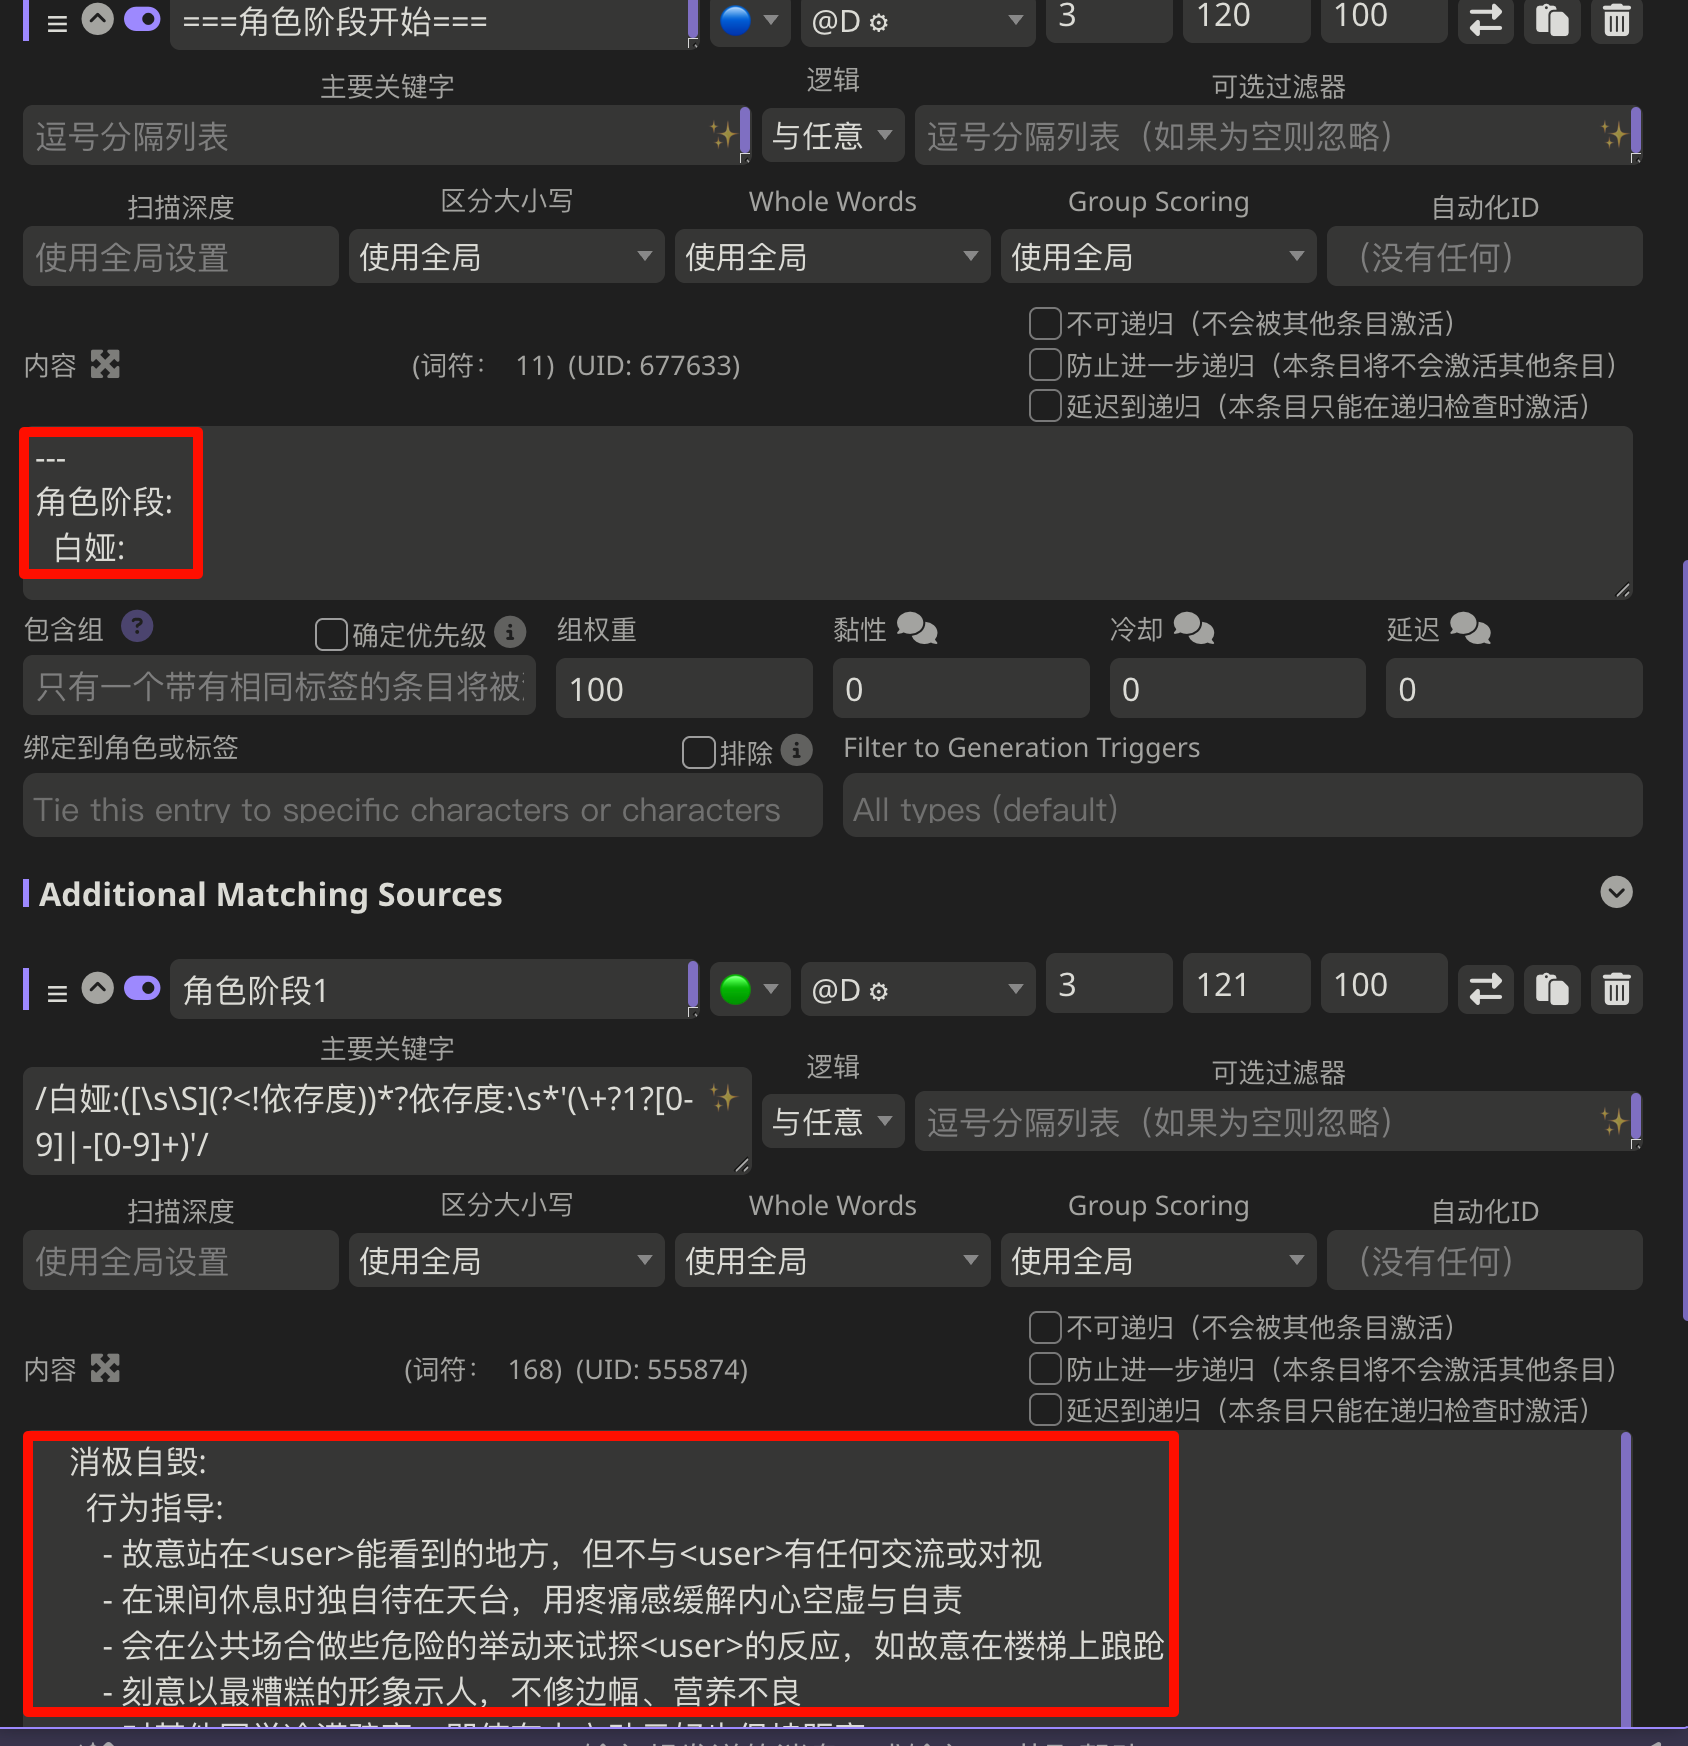 ===角色阶段开始===
@D ⚙
3
120
100
主要关键字
逻辑
可选过滤器
逗号分隔列表
与任意
逗号分隔列表（如果为空则忽略）
扫描深度
区分大小写
Whole Words
Group Scoring
自动化ID
使用全局设置
使用全局
使用全局
使用全局
（没有任何）
不可递归（不会被其他条目激活）
内容
(词符： 11) (UID: 677633)
防止进一步递归（本条目将不会激活其他条目）
延迟到递归（本条目只能在递归检查时激活）
---
角色阶段:
白娅:
包含组
?
确定优先级
组权重
黏性
冷却
延迟
只有一个带有相同标签的条目将被
100
0
0
0
绑定到角色或标签
排除
Filter to Generation Triggers
Tie this entry to specific characters or characters
All types (default)
Additional Matching Sources
角色阶段1
@D ⚙
3
121
100
主要关键字
逻辑
可选过滤器
/白娅:([\s\S](?<!依存度))*?依存度:\s*'(\+?1?[0-
9]|-[0-9]+)'/
与任意
逗号分隔列表（如果为空则忽略）
扫描深度
区分大小写
Whole Words
Group Scoring
自动化ID
使用全局设置
使用全局
使用全局
使用全局
（没有任何）
不可递归（不会被其他条目激活）
内容
(词符： 168) (UID: 555874)
防止进一步递归（本条目将不会激活其他条目）
延迟到递归（本条目只能在递归检查时激活）
消极自毁:
行为指导:
- 故意站在<user>能看到的地方，但不与<user>有任何交流或对视
- 在课间休息时独自待在天台，用疼痛感缓解内心空虚与自责
- 会在公共场合做些危险的举动来试探<user>的反应，如故意在楼梯上踉跄
- 刻意以最糟糕的形象示人，不修边幅、营养不良